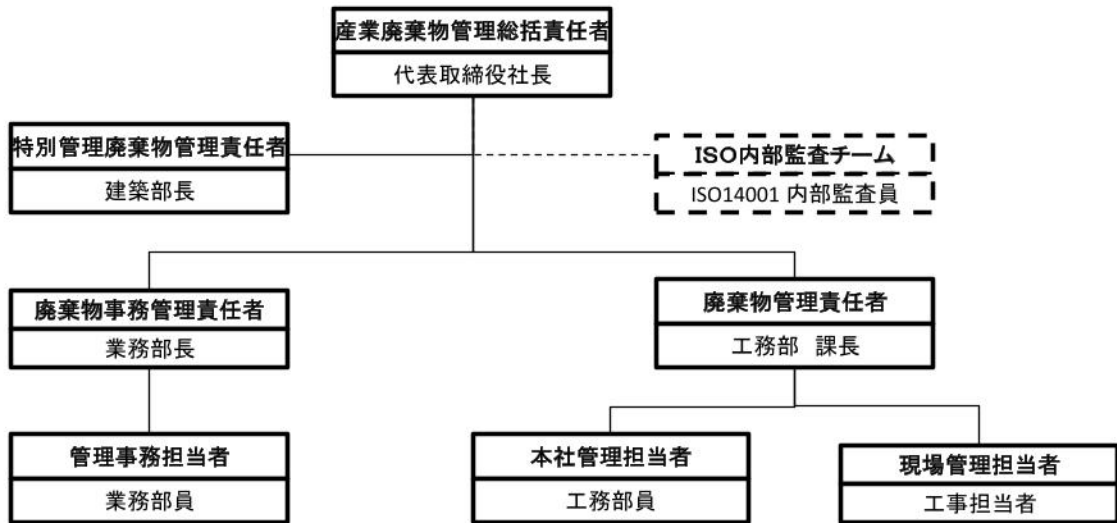 産業廃棄物管理総括責任者
代表取締役社長
特別管理廃棄物管理責任者
建築部長
ISO内部監査チーム
ISO14001 内部監査員
廃棄物事務管理責任者
業務部長
廃棄物管理責任者
工務部　課長
管理事務担当者
業務部員
本社管理担当者
工務部員
現場管理担当者
工事担当者